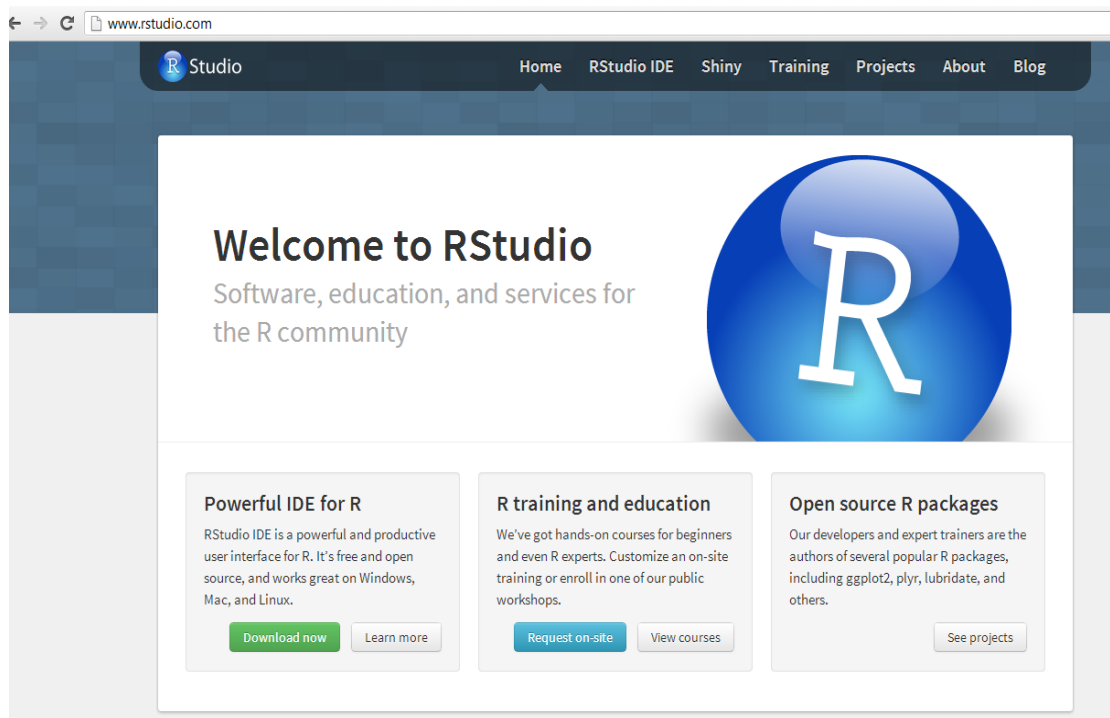 www.rstudio.com
R Studio Home RStudio IDE Shiny Training Projects About Blog
Welcome to RStudio
Software, education, and services for
the R community
R
Powerful IDE for R
RStudio IDE is a powerful and productive
user interface for R. It's free and open
source, and works great on Windows,
Mac, and Linux.
Download now Learn more
R training and education
We've got hands-on courses for beginners
and even R experts. Customize an on-site
training or enroll in one of our public
workshops.
Request on-site View courses
Open source R packages
Our developers and expert trainers are the
authors of several popular R packages,
including ggplot2, plyr, lubridate, and
others.
See projects